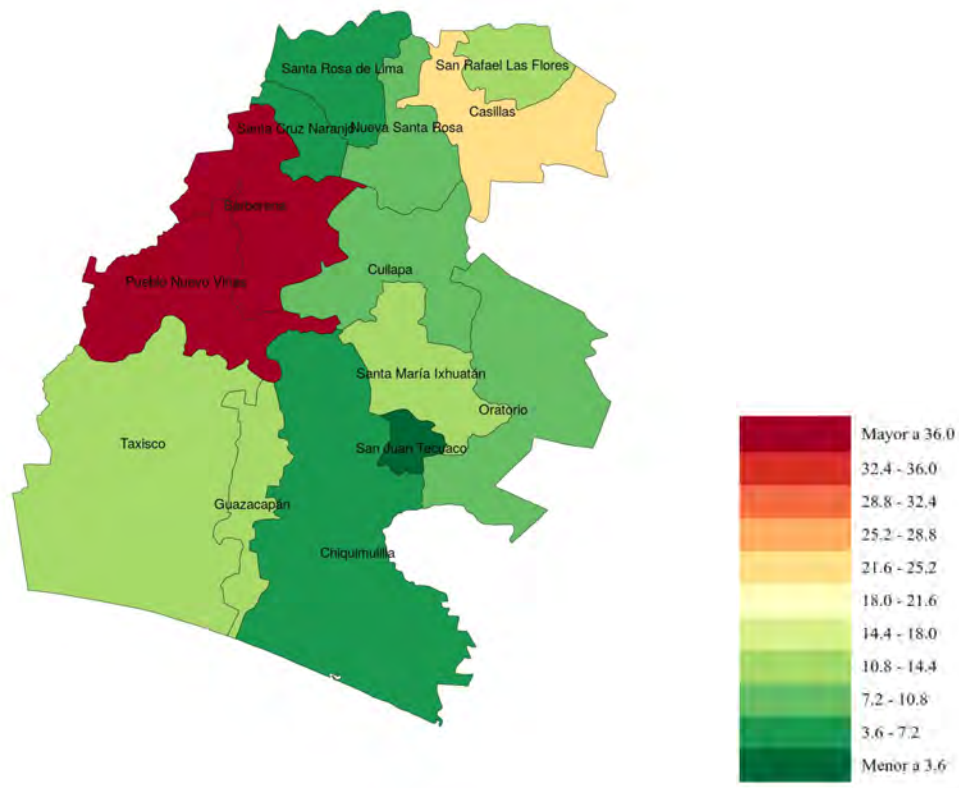 Santa Rosa de Lima
San Rafael Las Flores
Casillas
Santa Cruz Naranjo
Nueva Santa Rosa
Barberena
Cuilapa
Pueblo Nuevo Viñas
Santa María Ixhuatán
Oratorio
Taxisco
San Juan Tecuaco
Guazacapán
Chiquimulilla
Mayor a 36.0
32.4 - 36.0
28.8 - 32.4
25.2 - 28.8
21.6 - 25.2
18.0 - 21.6
14.4 - 18.0
10.8 - 14.4
7.2 - 10.8
3.6 - 7.2
Menor a 3.6